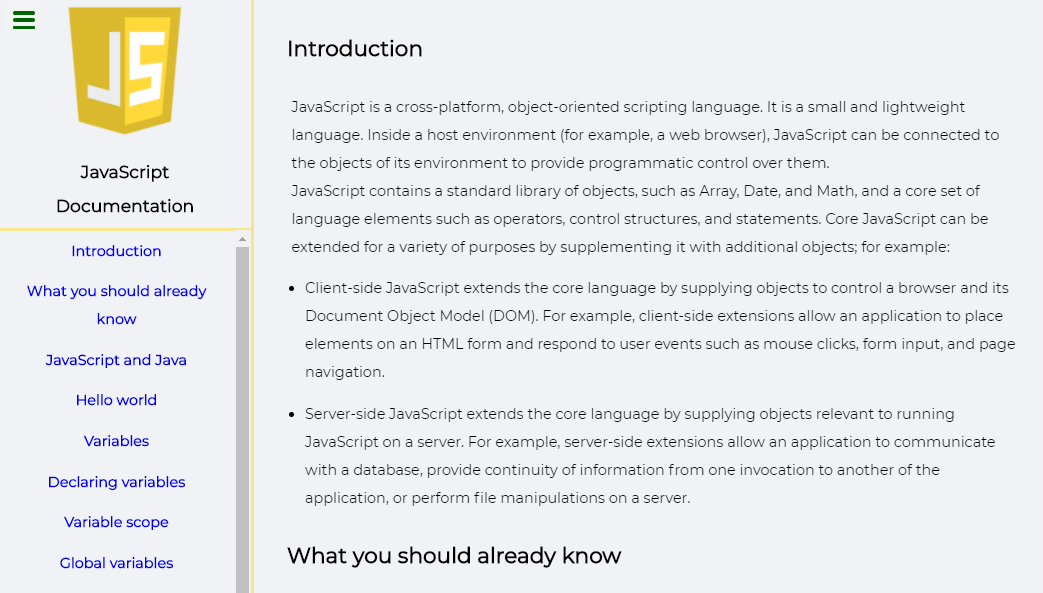 JS
JavaScript
Documentation
Introduction
What you should already
know
JavaScript and Java
Hello world
Variables
Declaring variables
Variable scope
Global variables
Introduction
JavaScript is a cross-platform, object-oriented scripting language. It is a small and lightweight
language. Inside a host environment (for example, a web browser), JavaScript can be connected to
the objects of its environment to provide programmatic control over them.
JavaScript contains a standard library of objects, such as Array, Date, and Math, and a core set of
language elements such as operators, control structures, and statements. Core JavaScript can be
extended for a variety of purposes by supplementing it with additional objects; for example:
• Client-side JavaScript extends the core language by supplying objects to control a browser and its
Document Object Model (DOM). For example, client-side extensions allow an application to place
elements on an HTML form and respond to user events such as mouse clicks, form input, and page
navigation.
• Server-side JavaScript extends the core language by supplying objects relevant to running
JavaScript on a server. For example, server-side extensions allow an application to communicate
with a database, provide continuity of information from one invocation to another of the
application, or perform file manipulations on a server.
What you should already know